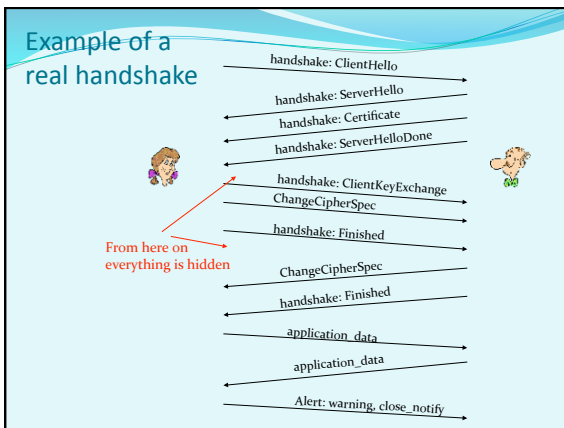 Example of a
real handshake
handshake: ClientHello
handshake: ServerHello
handshake: Certificate
handshake: ServerHelloDone
handshake: ClientKeyExchange
ChangeCipherSpec
handshake: Finished
From here on
everything is hidden
ChangeCipherSpec
handshake: Finished
application_data
application_data
Alert: warning, close_notify